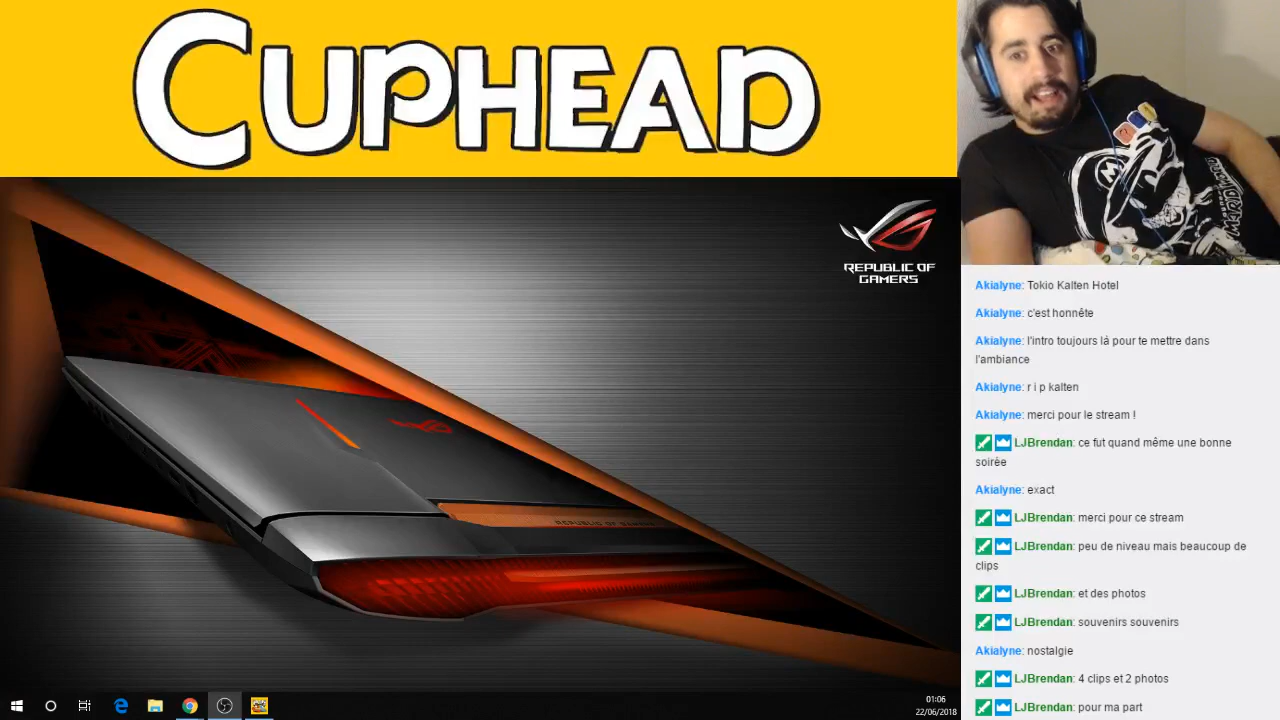 CUPHEAD
REPUBLIC OF
GAMERS
Akialyne: Tokio Kalten Hotel
Akialyne: c'est honnête
Akialyne: l'intro toujours là pour te mettre dans
l'ambiance
Akialyne: r i p kalten
Akialyne: merci pour le stream !
LJBrendan: ce fut quand même une bonne
soirée
Akialyne: exact
LJBrendan: merci pour ce stream
LJBrendan: peu de niveau mais beaucoup de
clips
LJBrendan: et des photos
LJBrendan: souvenirs souvenirs
Akialyne: nostalgie
LJBrendan: 4 clips et 2 photos
LJBrendan: pour ma part
01:06
22/06/2018